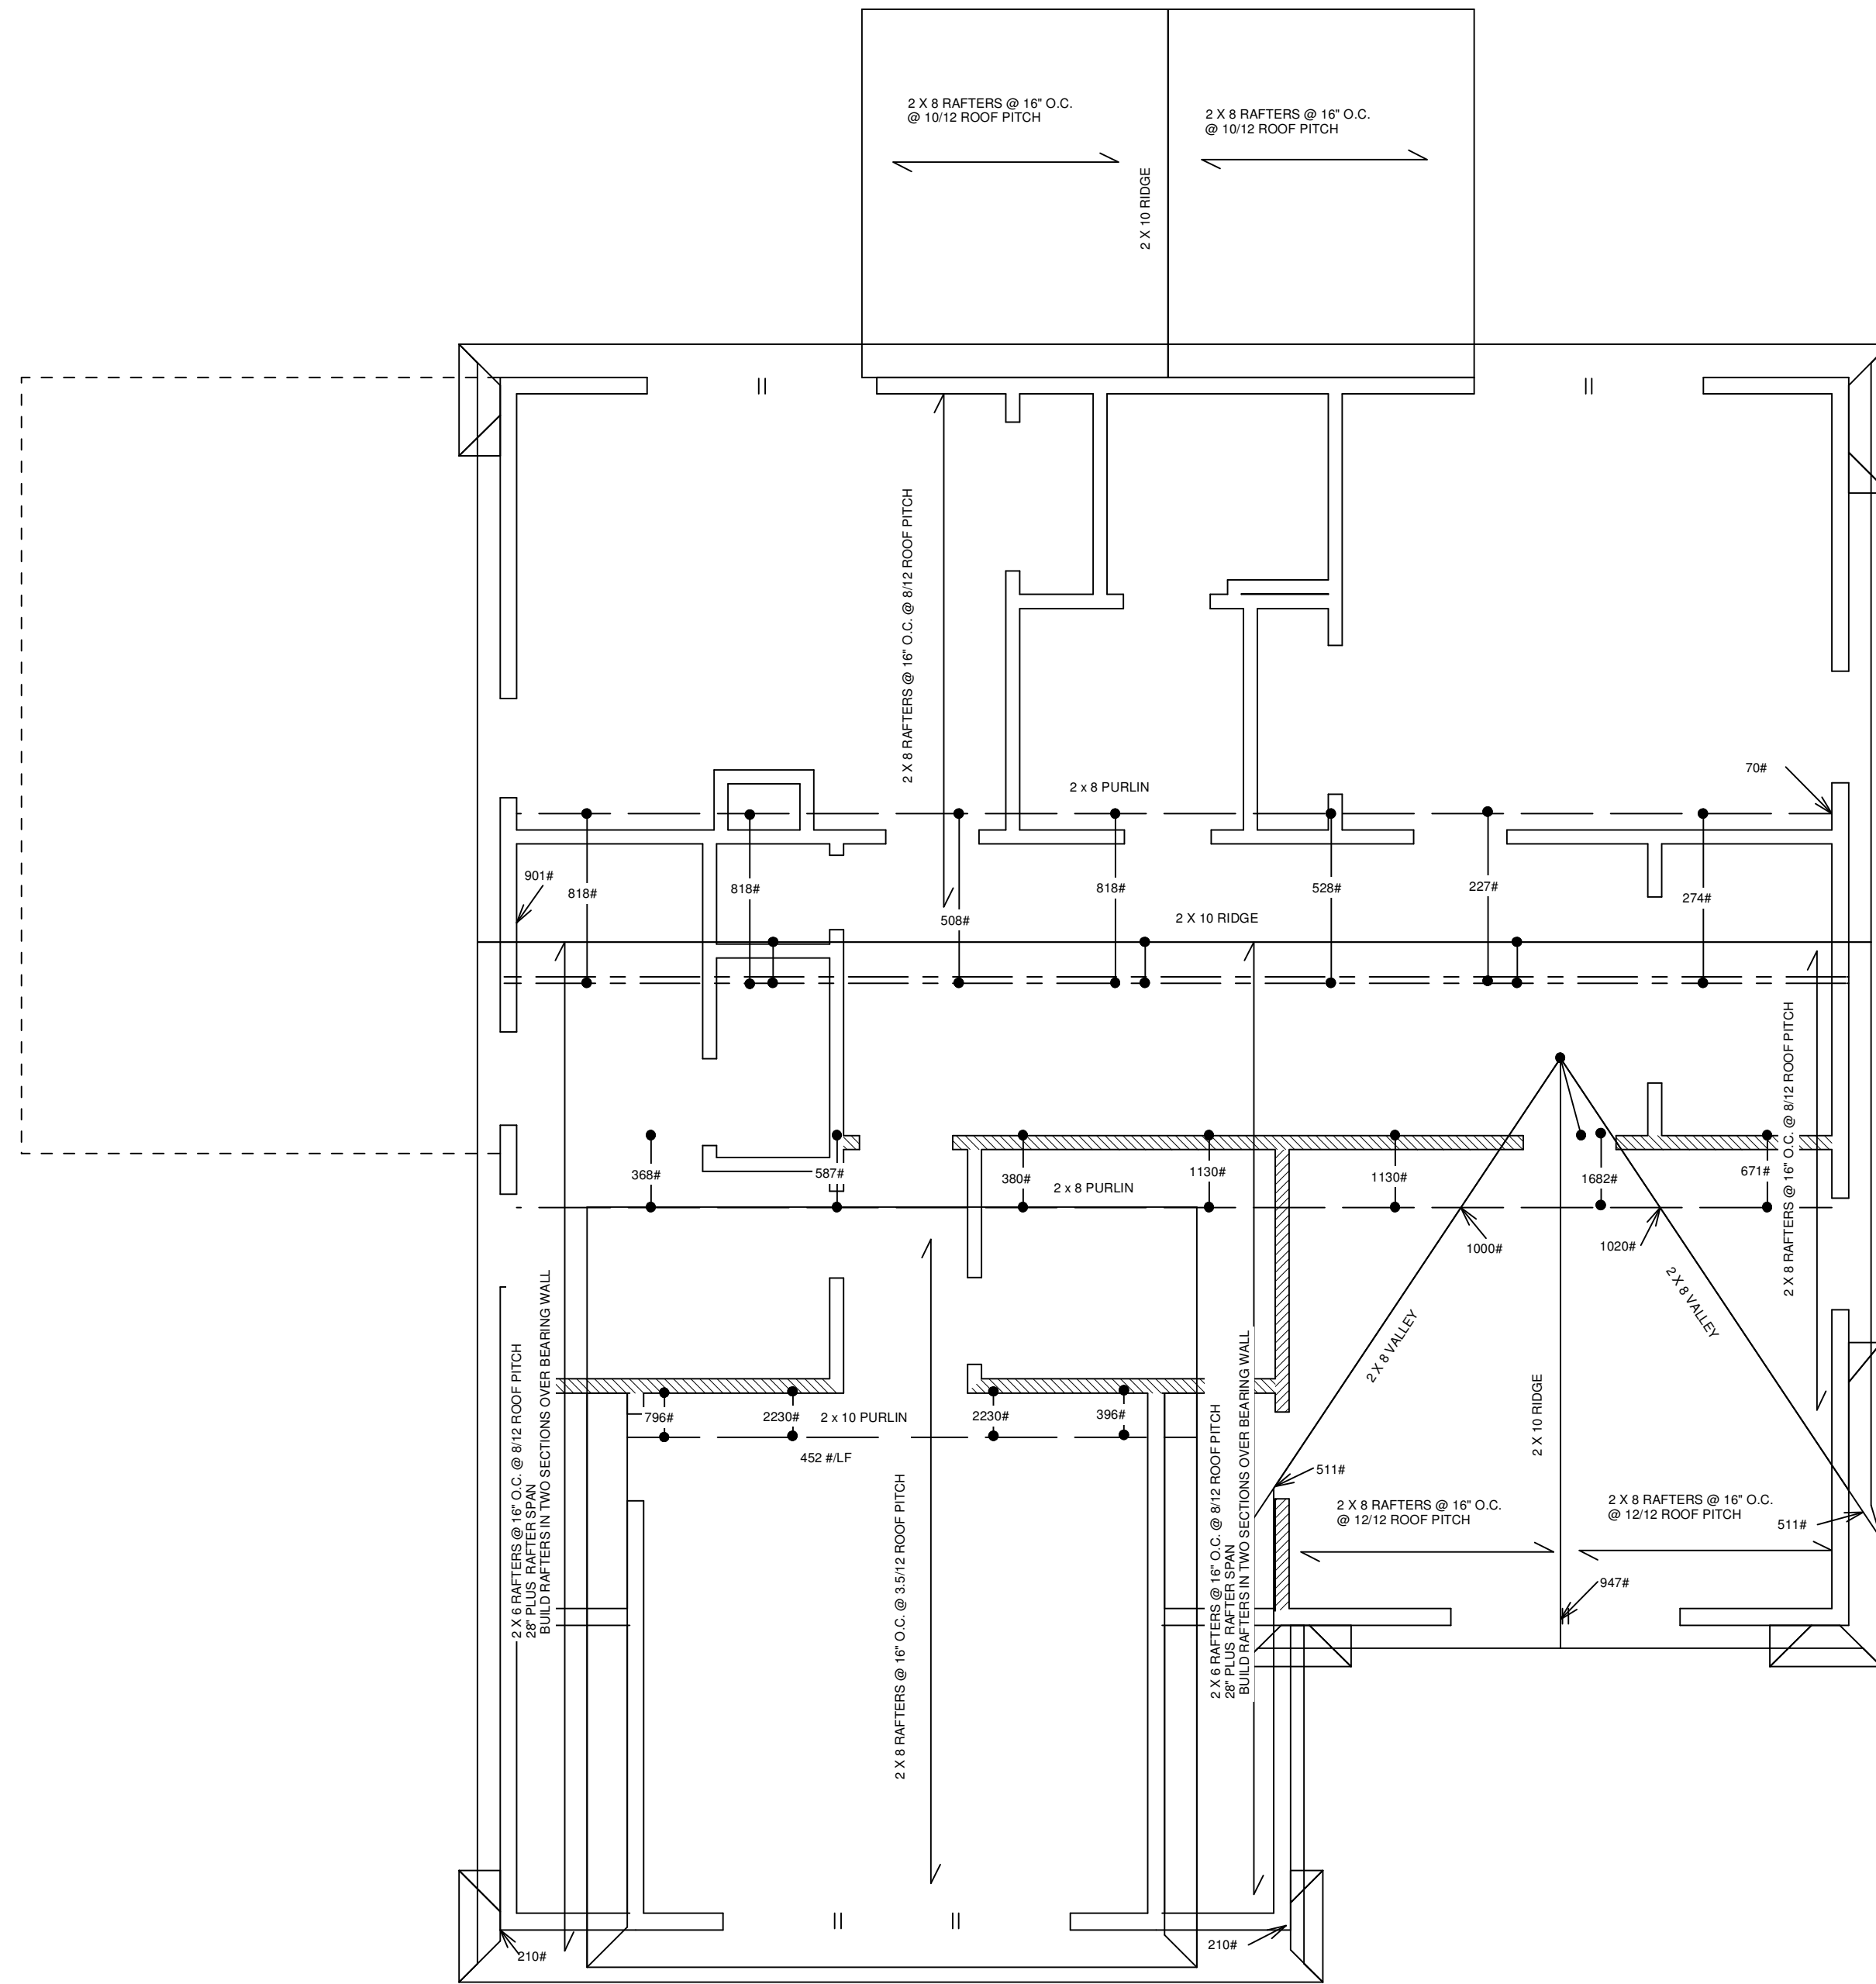 2 X 8 RAFTERS @ 16" O.C.
@ 10/12 ROOF PITCH
2 X 8 RAFTERS @ 16" O.C.
@ 10/12 ROOF PITCH
2 X 10 RIDGE
2 X 8 RAFTERS @ 16" O.C. @ 8/12 ROOF PITCH
70#
2 x 8 PURLIN
901#
818#
818#
508#
818#
528#
227#
274#
2 X 10 RIDGE
2 X 8 RAFTERS @ 16" O.C. @ 8/12 ROOF PITCH
368#
587#
380#
1130#
1130#
1682#
671#
2 x 8 PURLIN
1000#
1020#
2 X 8 VALLEY
2 X 8 VALLEY
2 X 6 RAFTERS @ 16" O.C. @ 8/12 ROOF PITCH
28" PLUS RAFTER SPAN
BUILD RAFTERS IN TWO SECTIONS OVER BEARING WALL
796#
2230#
2 x 10 PURLIN
2230#
396#
452 #/LF
2 X 8 RAFTERS @ 16" O.C. @ 3.5/12 ROOF PITCH
2 X 6 RAFTERS @ 16" O.C. @ 8/12 ROOF PITCH
28" PLUS RAFTER SPAN
BUILD RAFTERS IN TWO SECTIONS OVER BEARING WALL
2 X 10 RIDGE
511#
2 X 8 RAFTERS @ 16" O.C.
@ 12/12 ROOF PITCH
2 X 8 RAFTERS @ 16" O.C.
@ 12/12 ROOF PITCH
511#
947#
210#
210#